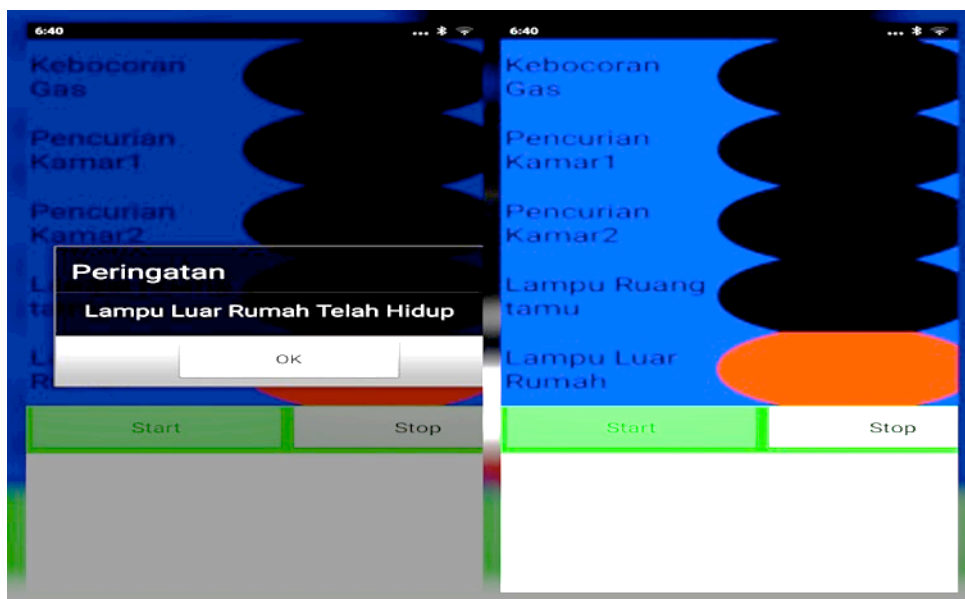 6:40
Kebocoran
Gas
Pencurian
Kamar1
Pencurian
Kamar2
Peringatan
Lampu Luar Rumah Telah Hidup
OK
Start
Stop
6:40
Kebocoran
Gas
Pencurian
Kamar1
Pencurian
Kamar2
Lampu Ruang
tamu
Lampu Luar
Rumah
Start
Stop